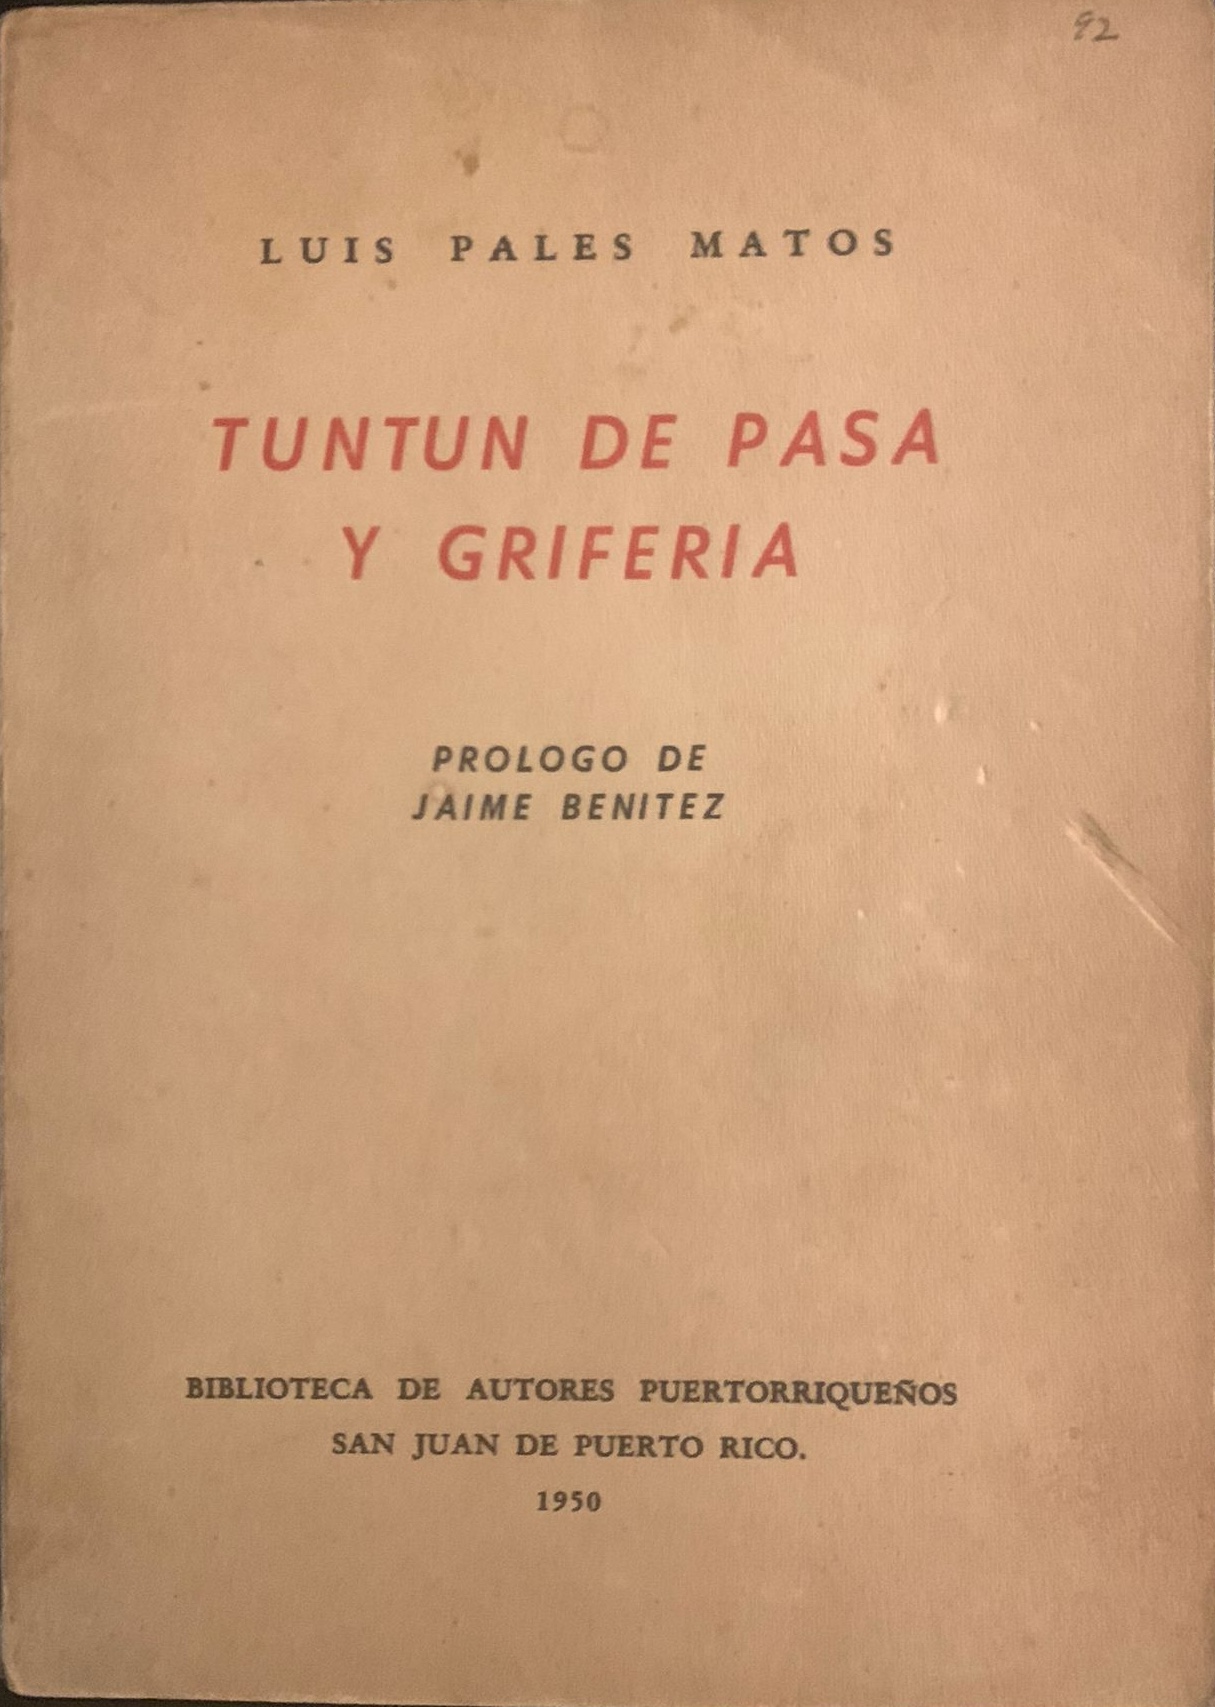 92
LUIS PALES MATOS
TUNTUN DE PASA
Y GRIFERIA
PROLOGO DE
JAIME BENITEZ
BIBLIOTECA DE AUTORES PUERTORRIQUEÑOS
SAN JUAN DE PUERTO RICO.
1950